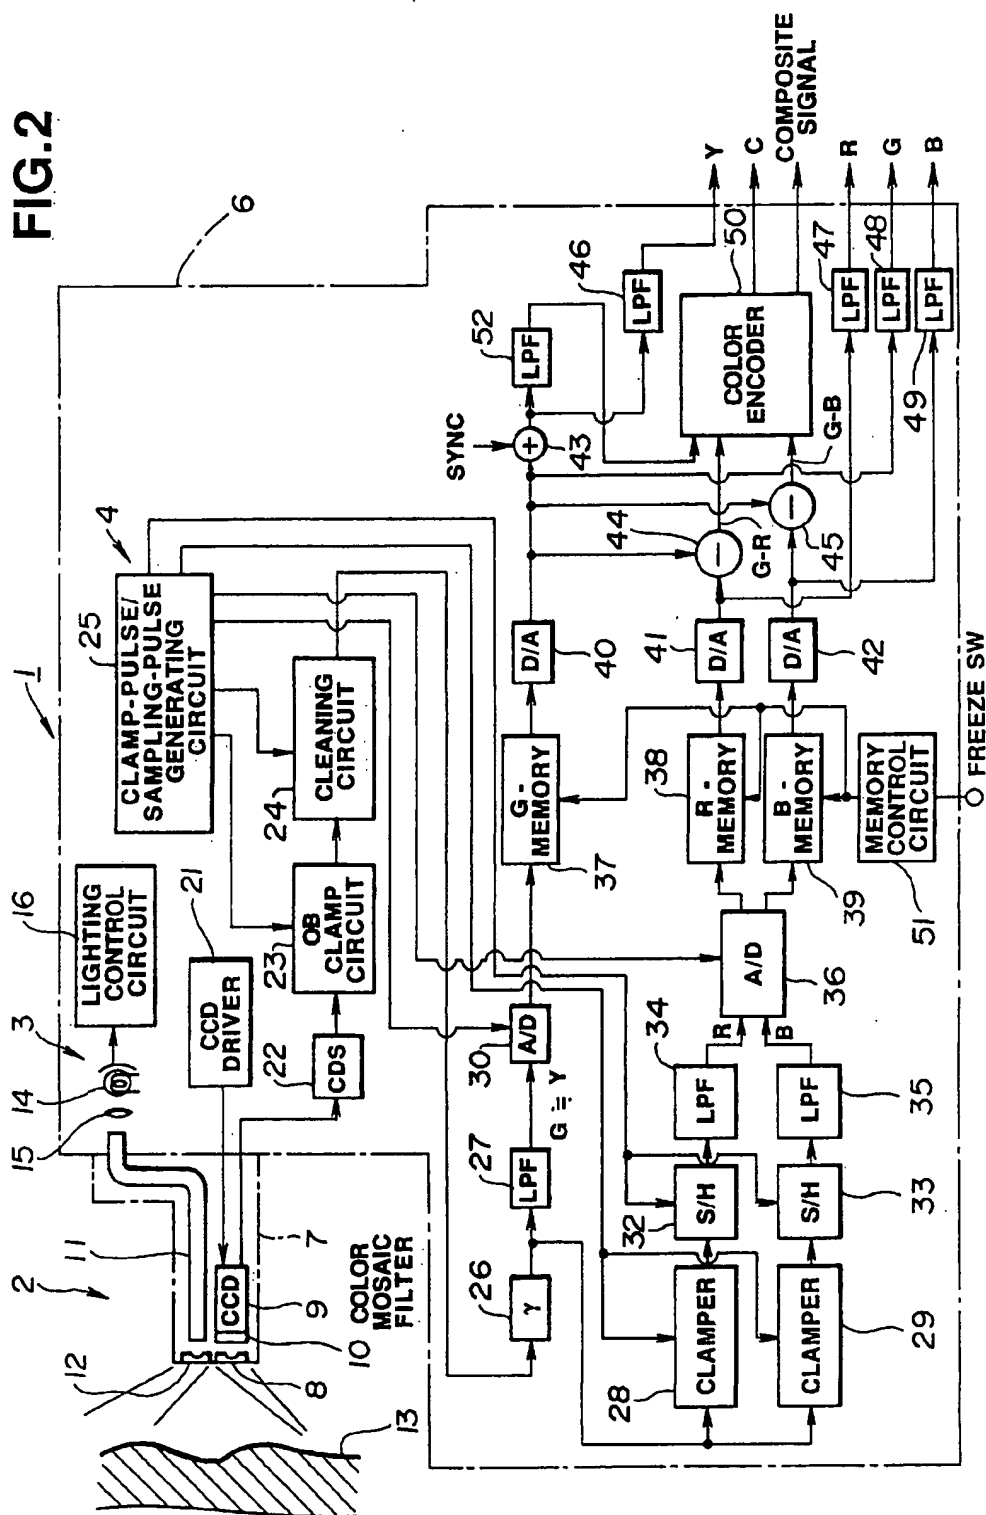 FIG.2
1
6
4
25
CLAMP-PULSE/
SAMPLING-PULSE
GENERATING
CIRCUIT
16
LIGHTING
CONTROL
CIRCUIT
3
14
15
21
CCD
DRIVER
24
CLEANING
CIRCUIT
23
OB
CLAMP
CIRCUIT
22
CDS
2
11
7
12
CCD
9
10
COLOR
MOSAIC
FILTER
8
13
26
γ
27
LPF
G ≒ Y
30
A/D
37
G-
MEMORY
D/A
40
SYNC
+
43
52
LPF
46
LPF
Y
C
COMPOSITE
SIGNAL
50
COLOR
ENCODER
44
−
G-R
−
45
G-B
28
CLAMPER
CLAMPER
29
32
S/H
S/H
33
34
LPF
R
LPF
35
B
A/D
36
38
R-
MEMORY
B-
MEMORY
39
41
D/A
D/A
42
47
LPF
R
48
LPF
G
49
LPF
B
MEMORY
CONTROL
CIRCUIT
51
FREEZE SW